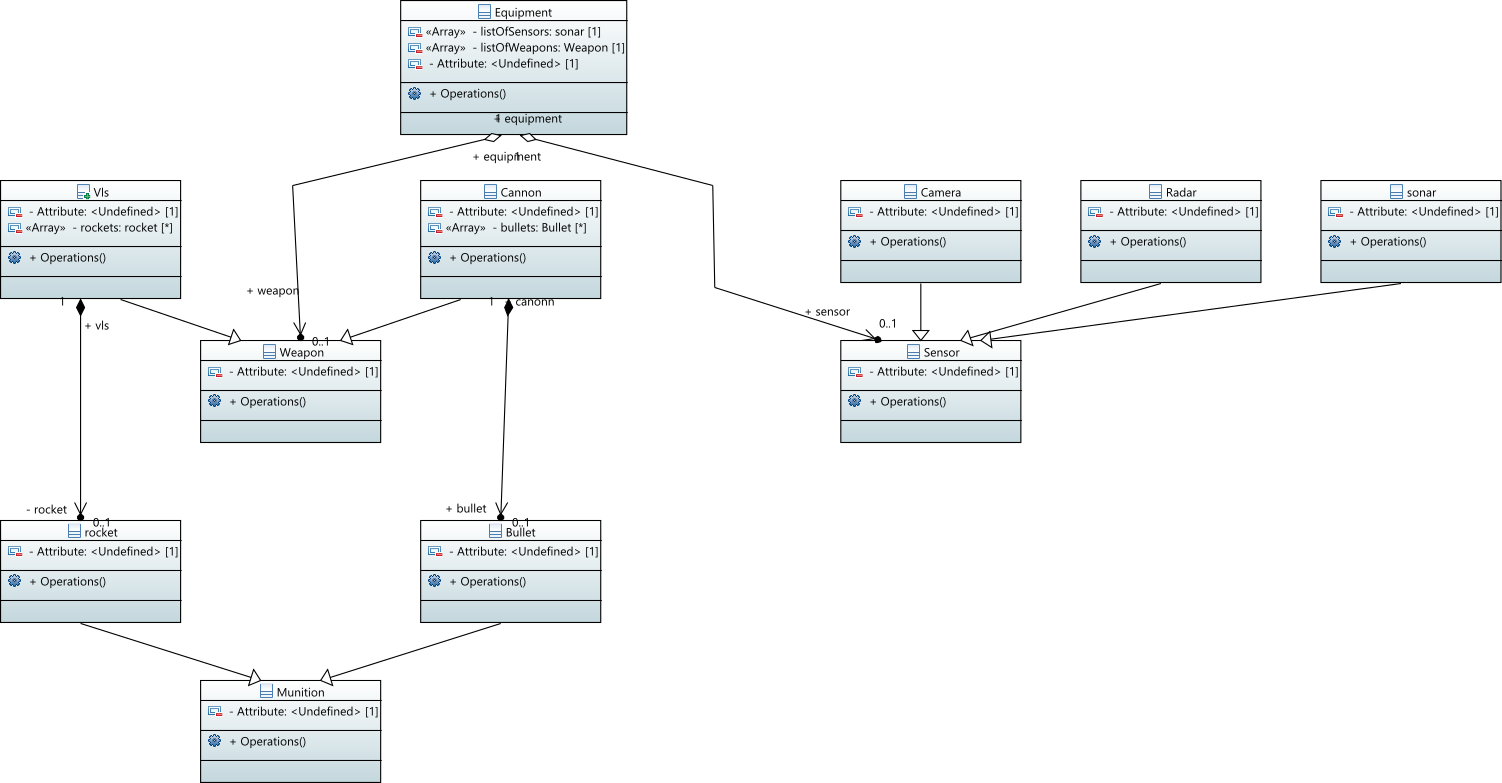 Equipment
«Array» - listOfSensors: sonar [1]
«Array» - listOfWeapons: Weapon [1]
- Attribute: <Undefined> [1]
+ Operations()
1
+ equipment
+ equipment
1
Vls
- Attribute: <Undefined> [1]
«Array» - rockets: rocket [*]
+ Operations()
Cannon
- Attribute: <Undefined> [1]
«Array» - bullets: Bullet [*]
+ Operations()
Camera
- Attribute: <Undefined> [1]
+ Operations()
Radar
- Attribute: <Undefined> [1]
+ Operations()
sonar
- Attribute: <Undefined> [1]
+ Operations()
+ weapon
1
+ vls
1
canonn
+ sensor
0..1
0..1
Weapon
- Attribute: <Undefined> [1]
+ Operations()
Sensor
- Attribute: <Undefined> [1]
+ Operations()
- rocket
0..1
rocket
- Attribute: <Undefined> [1]
+ Operations()
+ bullet
0..1
Bullet
- Attribute: <Undefined> [1]
+ Operations()
Munition
- Attribute: <Undefined> [1]
+ Operations()